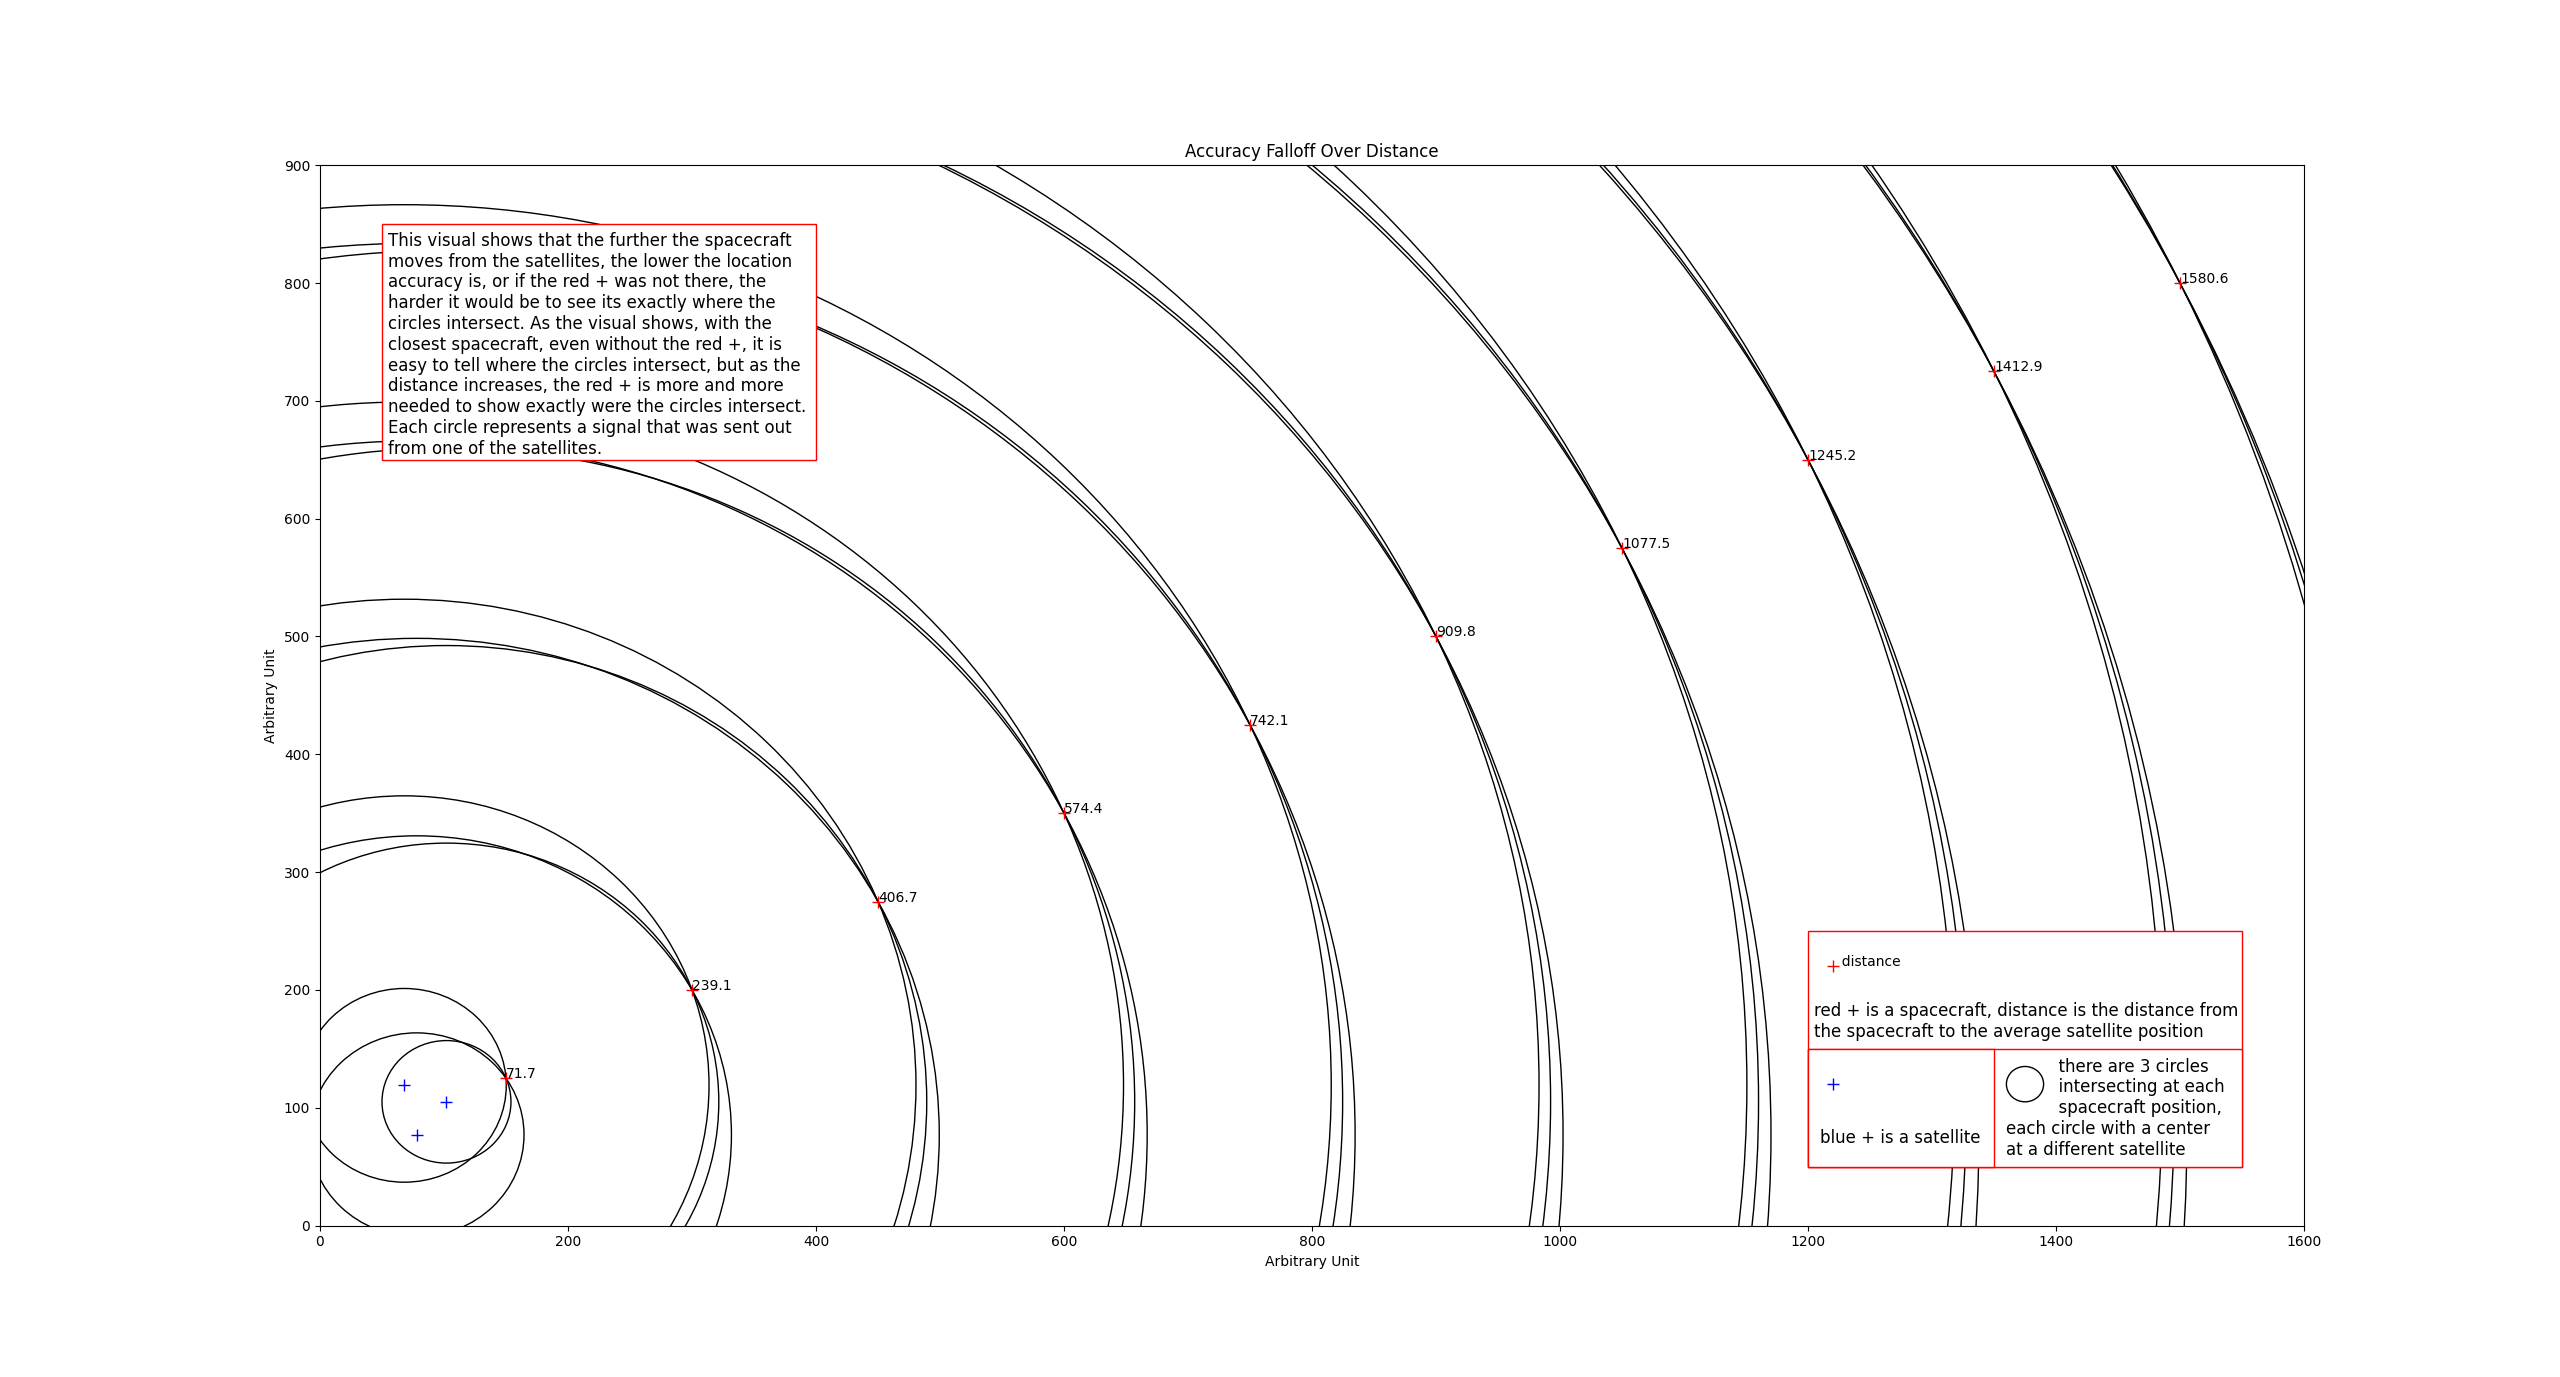 Accuracy Falloff Over Distance
900
800
700
600
500
400
300
200
100
0
Arbitrary Unit
This visual shows that the further the spacecraft
moves from the satellites, the lower the location
accuracy is, or if the red + was not there, the
harder it would be to see its exactly where the
circles intersect. As the visual shows, with the
closest spacecraft, even without the red +, it is
easy to tell where the circles intersect, but as the
distance increases, the red + is more and more
needed to show exactly were the circles intersect.
Each circle represents a signal that was sent out
from one of the satellites.
1580.6
1412.9
1245.2
1077.5
909.8
742.1
574.4
406.7
239.1
71.7
distance
red + is a spacecraft, distance is the distance from
the spacecraft to the average satellite position
blue + is a satellite
there are 3 circles
intersecting at each
spacecraft position,
each circle with a center
at a different satellite
0 200 400 600 800 1000 1200 1400 1600
Arbitrary Unit